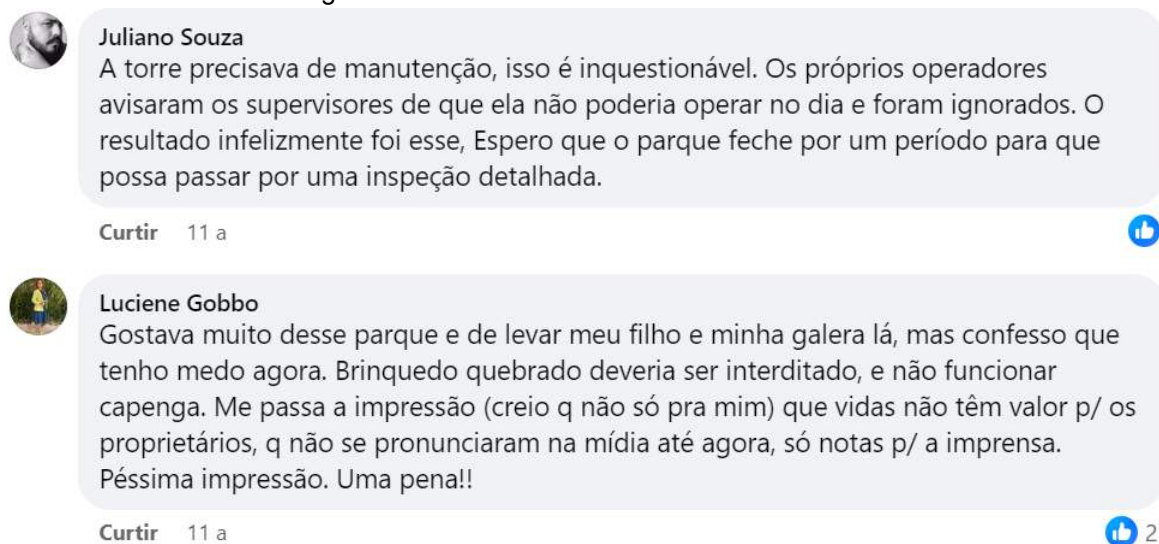 Juliano Souza
A torre precisava de manutenção, isso é inquestionável. Os próprios operadores
avisaram os supervisores de que ela não poderia operar no dia e foram ignorados. O
resultado infelizmente foi esse, Espero que o parque feche por um período para que
possa passar por uma inspeção detalhada.
Curtir 11 a
Luciene Gobbo
Gostava muito desse parque e de levar meu filho e minha galera lá, mas confesso que
tenho medo agora. Brinquedo quebrado deveria ser interditado, e não funcionar
capenga. Me passa a impressão (creio q não só pra mim) que vidas não têm valor p/ os
proprietários, q não se pronunciaram na mídia até agora, só notas p/ a imprensa.
Péssima impressão. Uma pena!!
Curtir 11 a 2